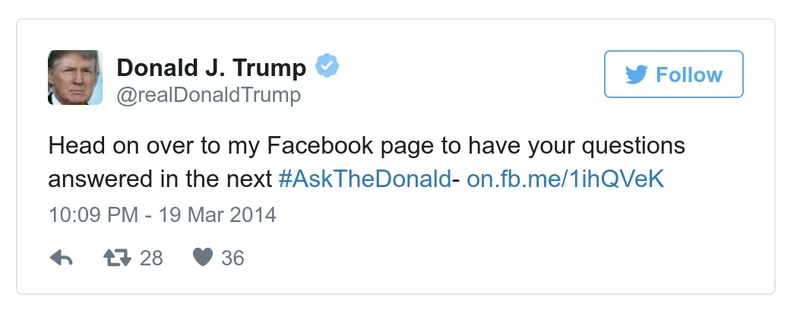 Donald J. Trump
@realDonaldTrump
Follow
Head on over to my Facebook page to have your questions
answered in the next #AskTheDonald- on.fb.me/1ihQVeK
10:09 PM - 19 Mar 2014
28 36